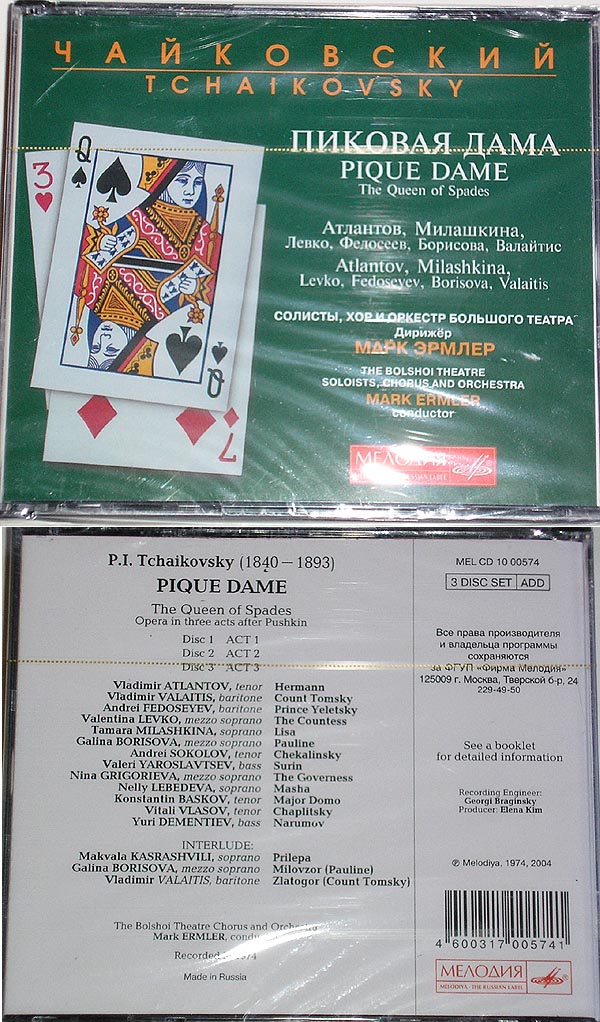 ЧАЙКОВСКИЙ
TCHAIKOVSKY
ПИКОВАЯ ДАМА
PIQUE DAME
The Queen of Spades
Атлантов, Милашкина,
Левко, Федосеев, Борисова, Валайтис
Atlantov, Milashkina,
Levko, Fedoseyev, Borisova, Valaitis
СОЛИСТЫ, ХОР И ОРКЕСТР БОЛЬШОГО ТЕАТРА
Дирижёр
МАРК ЭРМЛЕР
THE BOLSHOI THEATRE
SOLOISTS, CHORUS AND ORCHESTRA
MARK ERMLER
conductor
МЕЛОДИЯ
THE RUSSIAN LABEL
3
Q
Q
7
P.I. Tchaikovsky (1840 – 1893)
PIQUE DAME
The Queen of Spades
Opera in three acts after Pushkin
Disc 1 ACT 1
Disc 2 ACT 2
Disc 3 ACT 3
Vladimir ATLANTOV, tenor Hermann
Vladimir VALAITIS, baritone Count Tomsky
Andrei FEDOSEYEV, baritone Prince Yeletsky
Valentina LEVKO, mezzo soprano The Countess
Tamara MILASHKINA, soprano Lisa
Galina BORISOVA, mezzo soprano Pauline
Andrei SOKOLOV, tenor Chekalinsky
Valeri YAROSLAVTSEV, bass Surin
Nina GRIGORIEVA, mezzo soprano The Governess
Nelly LEBEDEVA, soprano Masha
Konstantin BASKOV, tenor Major Domo
Vitali VLASOV, tenor Chaplitsky
Yuri DEMENTIEV, bass Narumov
INTERLUDE:
Makvala KASRASHVILI, soprano Prilepa
Galina BORISOVA, mezzo soprano Milovzor (Pauline)
Vladimir VALAITIS, baritone Zlatogor (Count Tomsky)
The Bolshoi Theatre Chorus and Orchestra
Mark ERMLER, conductor
Recorded in 1974
Made in Russia
MEL CD 10 00574
3 DISC SET ADD
Все права производителя
и владельца программы
сохраняются
за ФГУП «Фирма Мелодия»
125009 г. Москва, Тверской б-р, 24
229-49-50
See a booklet
for detailed information
Recording Engineer:
Georgi Braginsky
Producer: Elena Kim
℗ Melodiya, 1974, 2004
4 600317 005741
МЕЛОДИЯ
MELODIYA - THE RUSSIAN LABEL